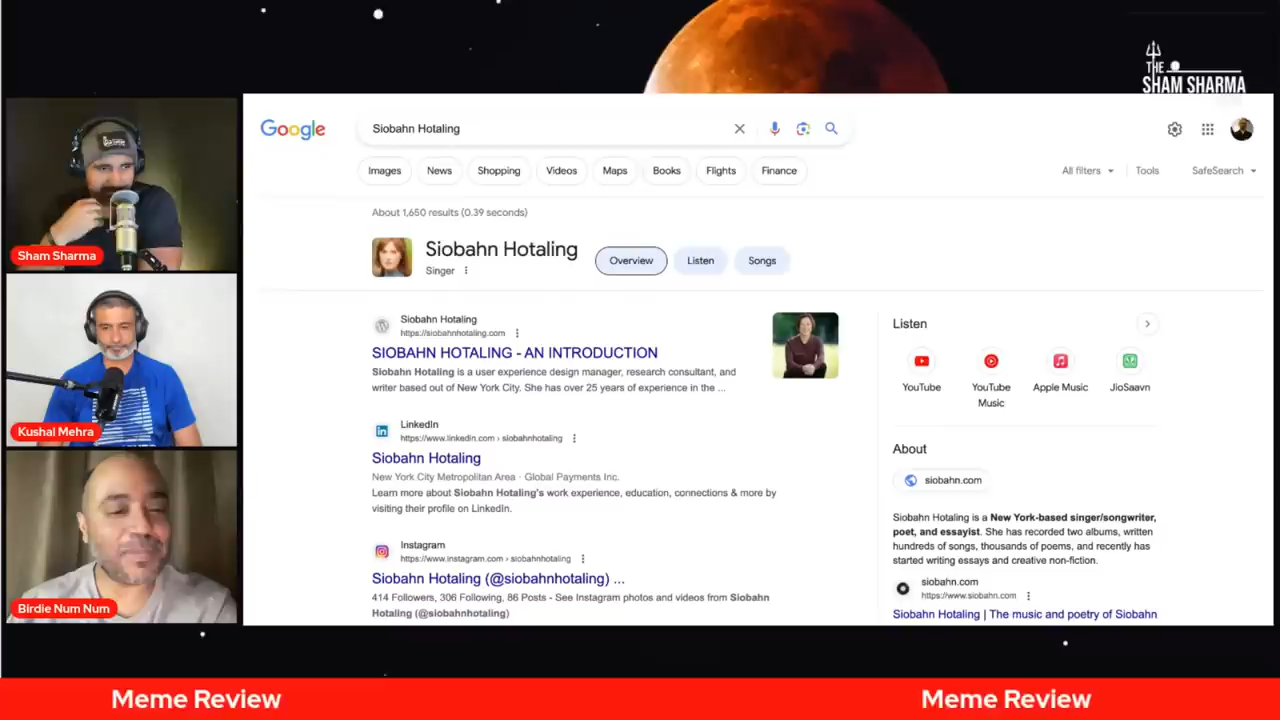 THE
SHAM SHARMA
Sham Sharma
Kushal Mehra
Birdie Num Num
Google
Siobahn Hotaling
Images
News
Shopping
Videos
Maps
Books
Flights
Finance
All filters
Tools
SafeSearch
About 1,650 results (0.39 seconds)
Siobahn Hotaling
Singer
Overview
Listen
Songs
Siobahn Hotaling
https://siobahnhotaling.com
SIOBAHN HOTALING - AN INTRODUCTION
Siobahn Hotaling is a user experience design manager, research consultant, and
writer based out of New York City. She has over 25 years of experience in the ...
LinkedIn
https://www.linkedin.com › siobahnhotaling
Siobahn Hotaling
New York City Metropolitan Area · Global Payments Inc.
Learn more about Siobahn Hotaling's work experience, education, connections & more by
visiting their profile on LinkedIn.
Instagram
https://www.instagram.com › siobahnhotaling
Siobahn Hotaling (@siobahnhotaling) ...
414 Followers, 306 Following, 86 Posts - See Instagram photos and videos from Siobahn
Hotaling (@siobahnhotaling)
Listen
YouTube
YouTube
Music
Apple Music
JioSaavn
About
siobahn.com
Siobahn Hotaling is a New York-based singer/songwriter,
poet, and essayist. She has recorded two albums, written
hundreds of songs, thousands of poems, and recently has
started writing essays and creative non-fiction.
siobahn.com
https://www.siobahn.com
Siobahn Hotaling | The music and poetry of Siobahn
Meme Review
Meme Review